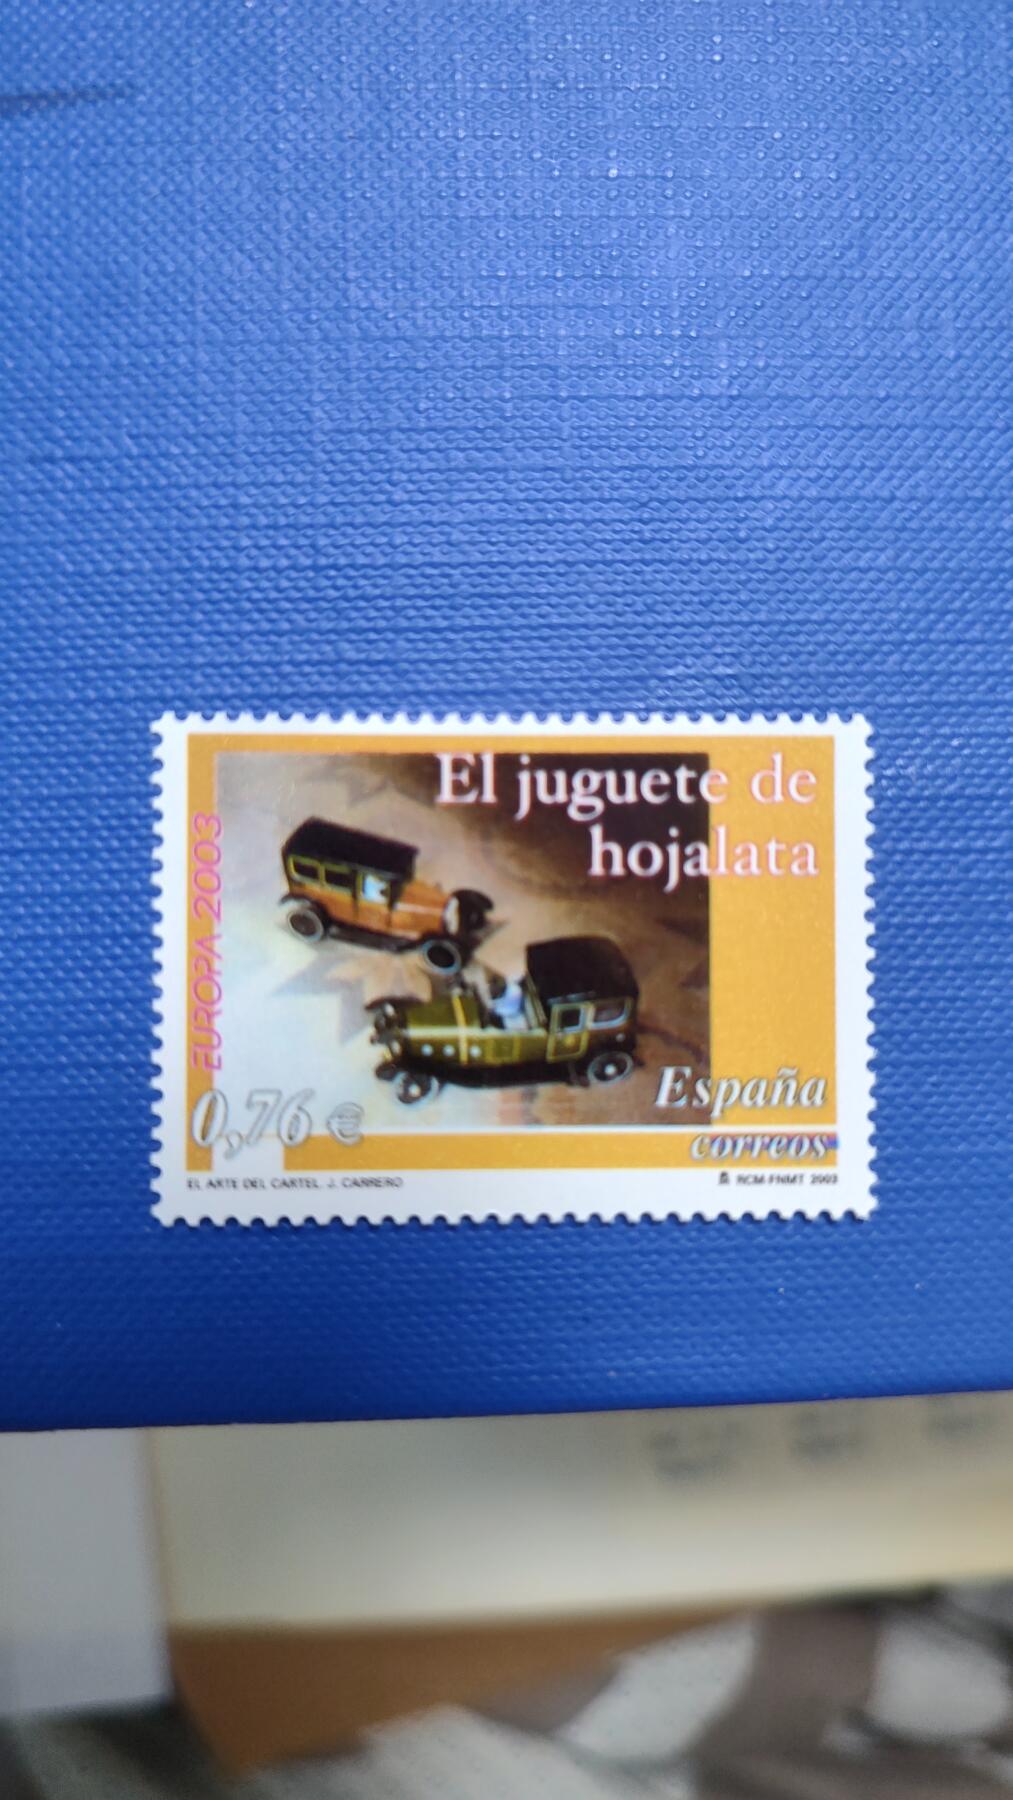 El juguete de
hojalata
EUROPA 2003
España
0,76 €
correos
EL ARTE DEL CARTEL. J. CARRERO
RCM-FNMT 2003